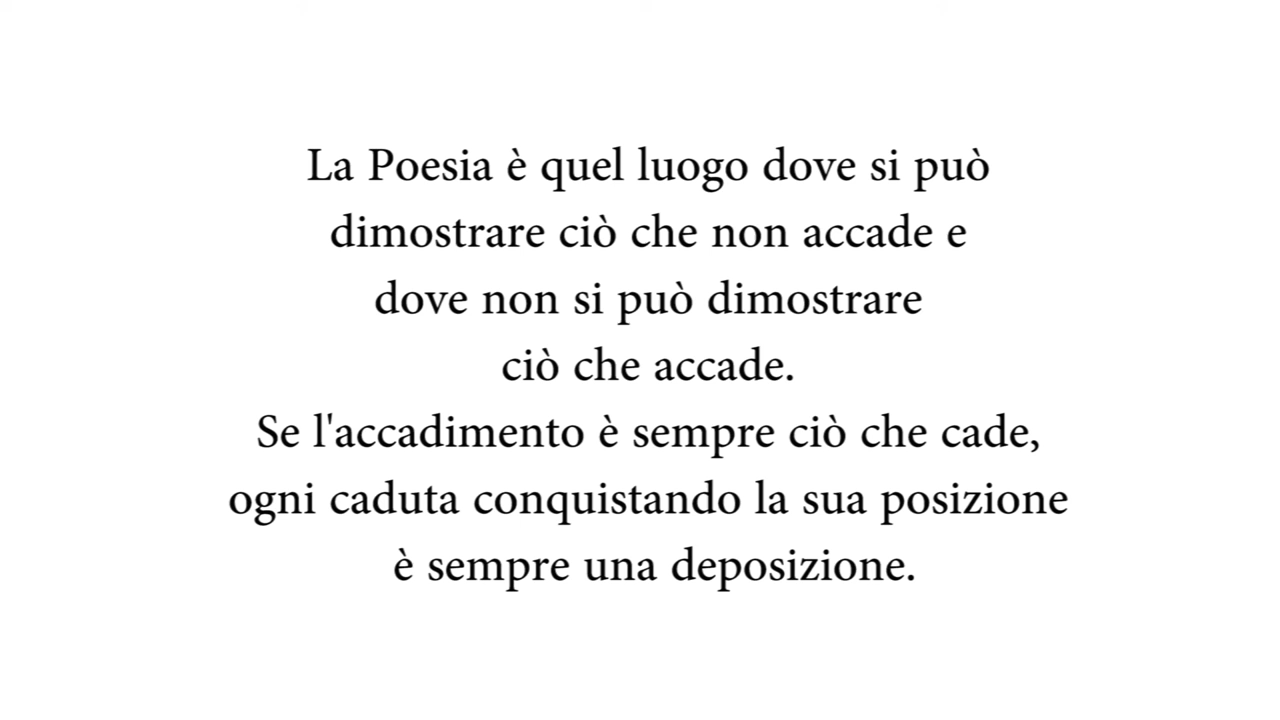 La Poesia è quel luogo dove si può
dimostrare ciò che non accade e
dove non si può dimostrare
ciò che accade.
Se l'accadimento è sempre ciò che cade,
ogni caduta conquistando la sua posizione
è sempre una deposizione.